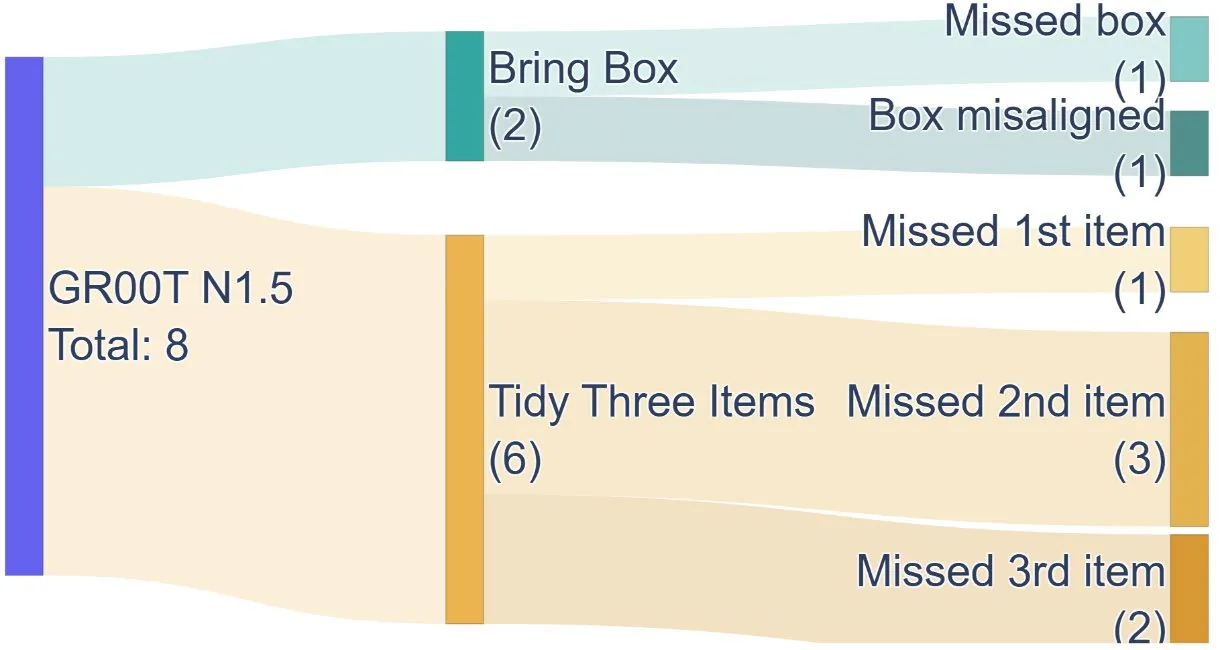 GR00T N1.5
Total: 8
Bring Box
(2)
Tidy Three Items
(6)
Missed box
(1)
Box misaligned
(1)
Missed 1st item
(1)
Missed 2nd item
(3)
Missed 3rd item
(2)